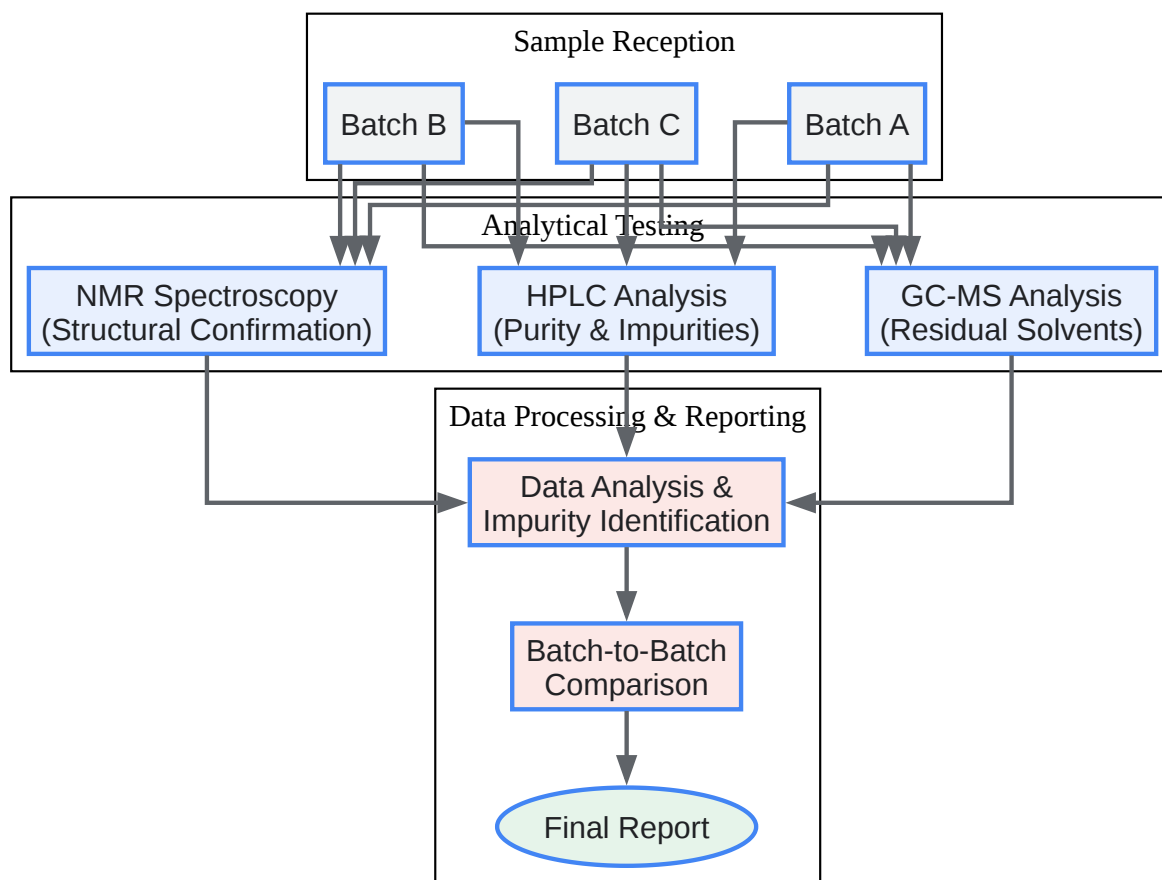 Sample Reception
Batch B
Batch C
Batch A
Analytical Testing
NMR Spectroscopy
(Structural Confirmation)
HPLC Analysis
(Purity & Impurities)
GC-MS Analysis
(Residual Solvents)
Data Processing & Reporting
Data Analysis &
Impurity Identification
Batch-to-Batch
Comparison
Final Report